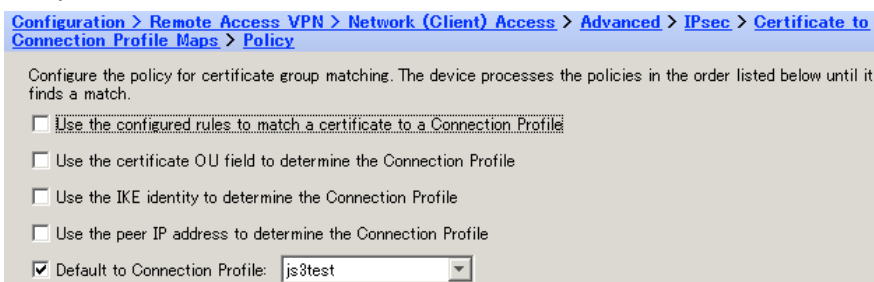 Configuration > Remote Access VPN > Network (Client) Access > Advanced > IPsec > Certificate to
Connection Profile Maps > Policy
Configure the policy for certificate group matching. The device processes the policies in the order listed below until it
finds a match.
Use the configured rules to match a certificate to a Connection Profile
Use the certificate OU field to determine the Connection Profile
Use the IKE identity to determine the Connection Profile
Use the peer IP address to determine the Connection Profile
Default to Connection Profile: js3test